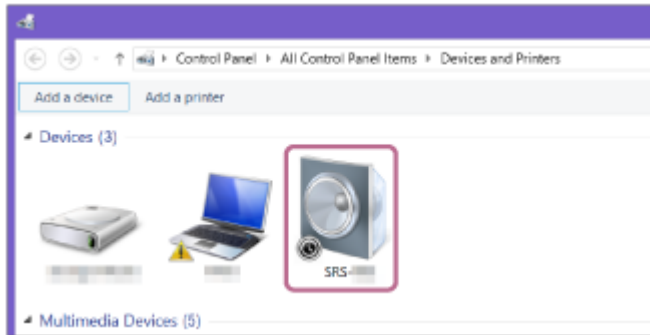 Control Panel All Control Panel Items Devices and Printers
Add a device Add a printer
Devices (3)
SRS-
Multimedia Devices (5)